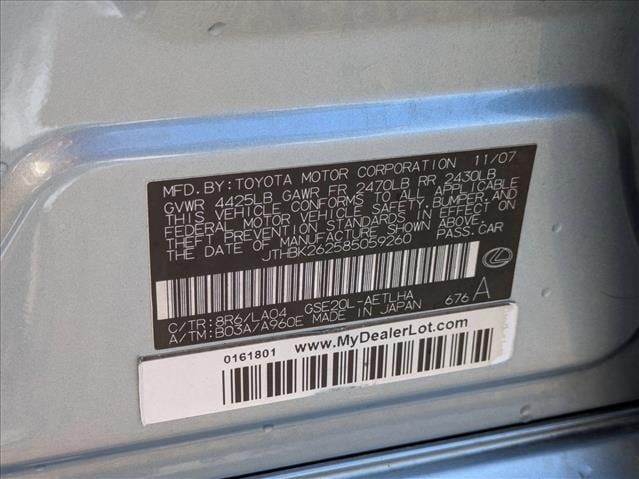 MFD. BY: TOYOTA MOTOR CORPORATION 11/07
GVWR 4425LB GAWR FR 2470LB RR 2430LB
THIS VEHICLE CONFORMS TO ALL APPLICABLE
FEDERAL MOTOR VEHICLE SAFETY, BUMPER, AND
THEFT PREVENTION STANDARDS IN EFFECT ON
THE DATE OF MANUFACTURE SHOWN ABOVE.
JTHBK262585059260 PASS.CAR
C/TR: 8R6/LA04 GSE20L-AETLHA
A/TM: B03A/A960E MADE IN JAPAN 676 A
0161801 www.MyDealerLot.com